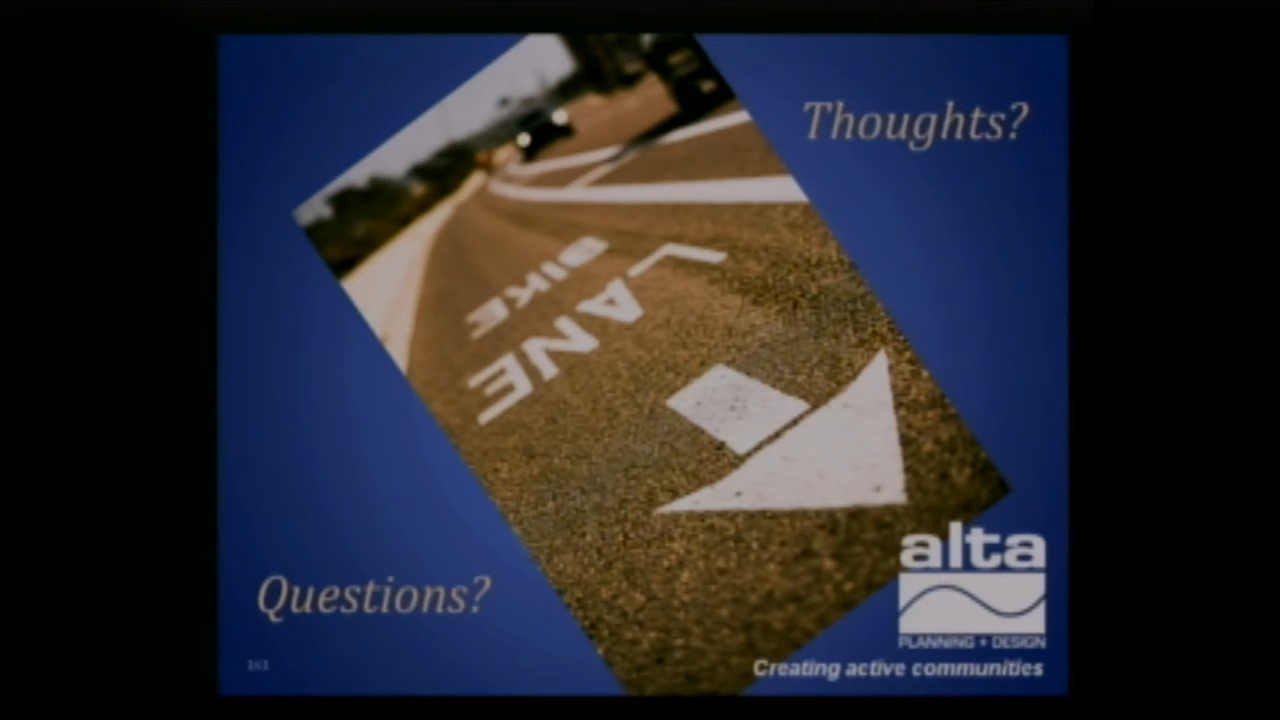 Thoughts?
BIKE
LANE
Questions?
alta
PLANNING + DESIGN
Creating active communities